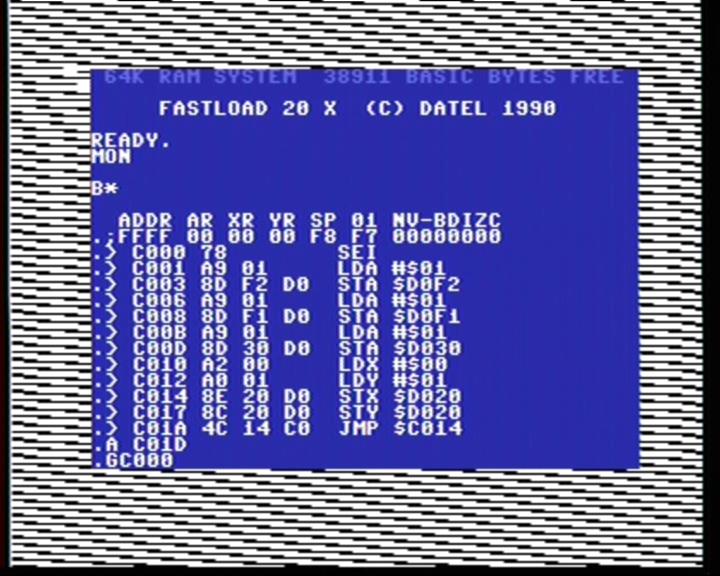 64K RAM SYSTEM  38911 BASIC BYTES FREE
FASTLOAD 20 X  (C) DATEL 1990
READY.
MON
B*
ADDR AR XR YR SP 01 NV-BDIZC
.;FFFF 00 00 00 F8 F7 00000000
.> C000 78          SEI
.> C001 A9 01       LDA #$01
.> C003 8D F2 D0    STA $D0F2
.> C006 A9 01       LDA #$01
.> C008 8D F1 D0    STA $D0F1
.> C00B A9 01       LDA #$01
.> C00D 8D 30 D0    STA $D030
.> C010 A2 00       LDX #$00
.> C012 A0 01       LDY #$01
.> C014 8E 20 D0    STX $D020
.> C017 8C 20 D0    STY $D020
.> C01A 4C 14 C0    JMP $C014
.A C01D
.GC000